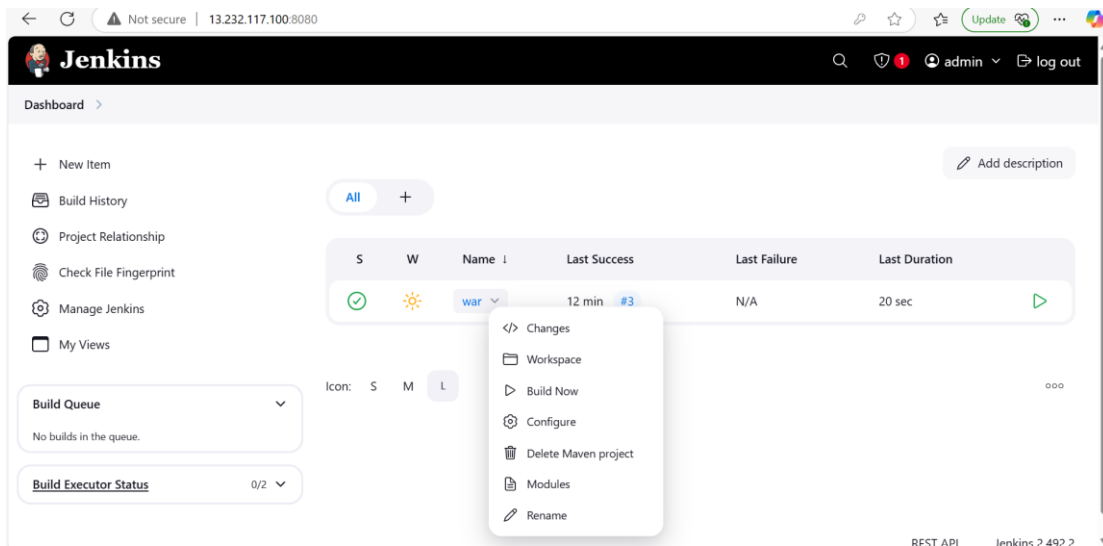 Not secure | 13.232.117.100:8080
Update
Jenkins
1 admin log out
Dashboard >
New Item
Add description
Build History
All +
Project Relationship
S W Name ↓ Last Success Last Failure Last Duration
Check File Fingerprint
war 12 min #3 N/A 20 sec
Manage Jenkins
Changes
My Views
Workspace
Icon: S M L
Build Now
Build Queue
Configure
No builds in the queue.
Delete Maven project
Build Executor Status 0/2
Modules
Rename
REST API Jenkins 2.492.2